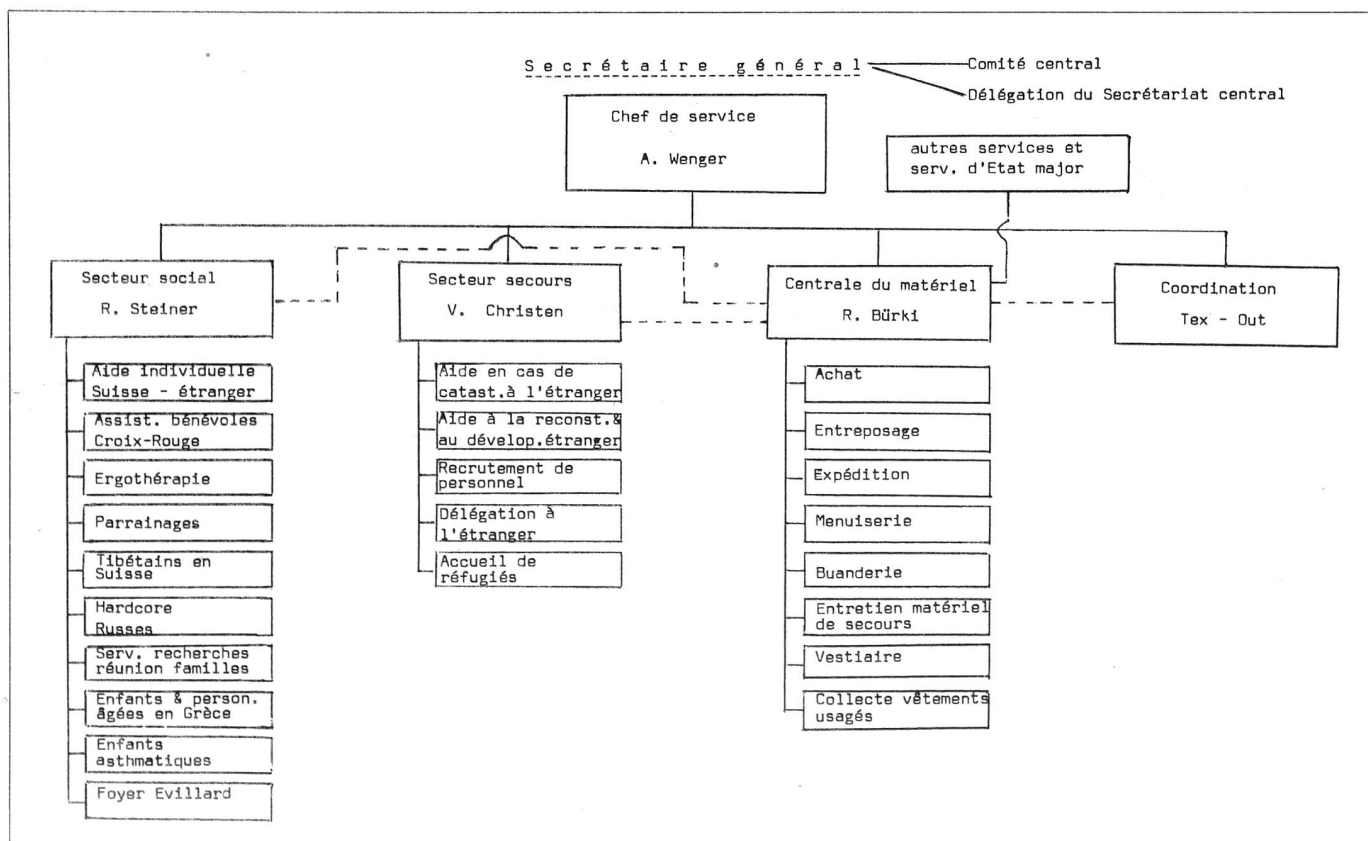 Secrétaire général
Comité central
Délégation du Secrétariat central
Chef de service
A. Wenger
autres services et
serv. d'Etat major
Secteur social
R. Steiner
Aide individuelle
Suisse - étranger
Assist. bénévoles
Croix-Rouge
Ergothérapie
Parrainages
Tibétains en
Suisse
Hardcore
Russes
Serv. recherches
réunion familles
Enfants & person.
âgées en Grèce
Enfants
asthmatiques
Foyer Evillard
Secteur secours
V. Christen
Aide en cas de
catast.à l'étranger
Aide à la reconst.&
au dévelop.étranger
Recrutement de
personnel
Délégation à
l'étranger
Accueil de
réfugiés
Centrale du matériel
R. Bürki
Achat
Entreposage
Expédition
Menuiserie
Buanderie
Entretien matériel
de secours
Vestiaire
Collecte vêtements
usagés
Coordination
Tex - Out